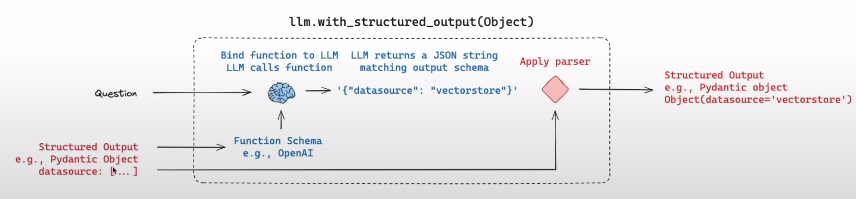 llm.with_structured_output(Object)
Bind function to LLM
LLM calls function
LLM returns a JSON string
matching output schema
Apply parser
Question
'{"datasource": "vectorstore"}'
Structured Output
e.g., Pydantic object
Object(datasource='vectorstore')
Function Schema
e.g., OpenAI
Structured Output
e.g., Pydantic Object
datasource: [...]